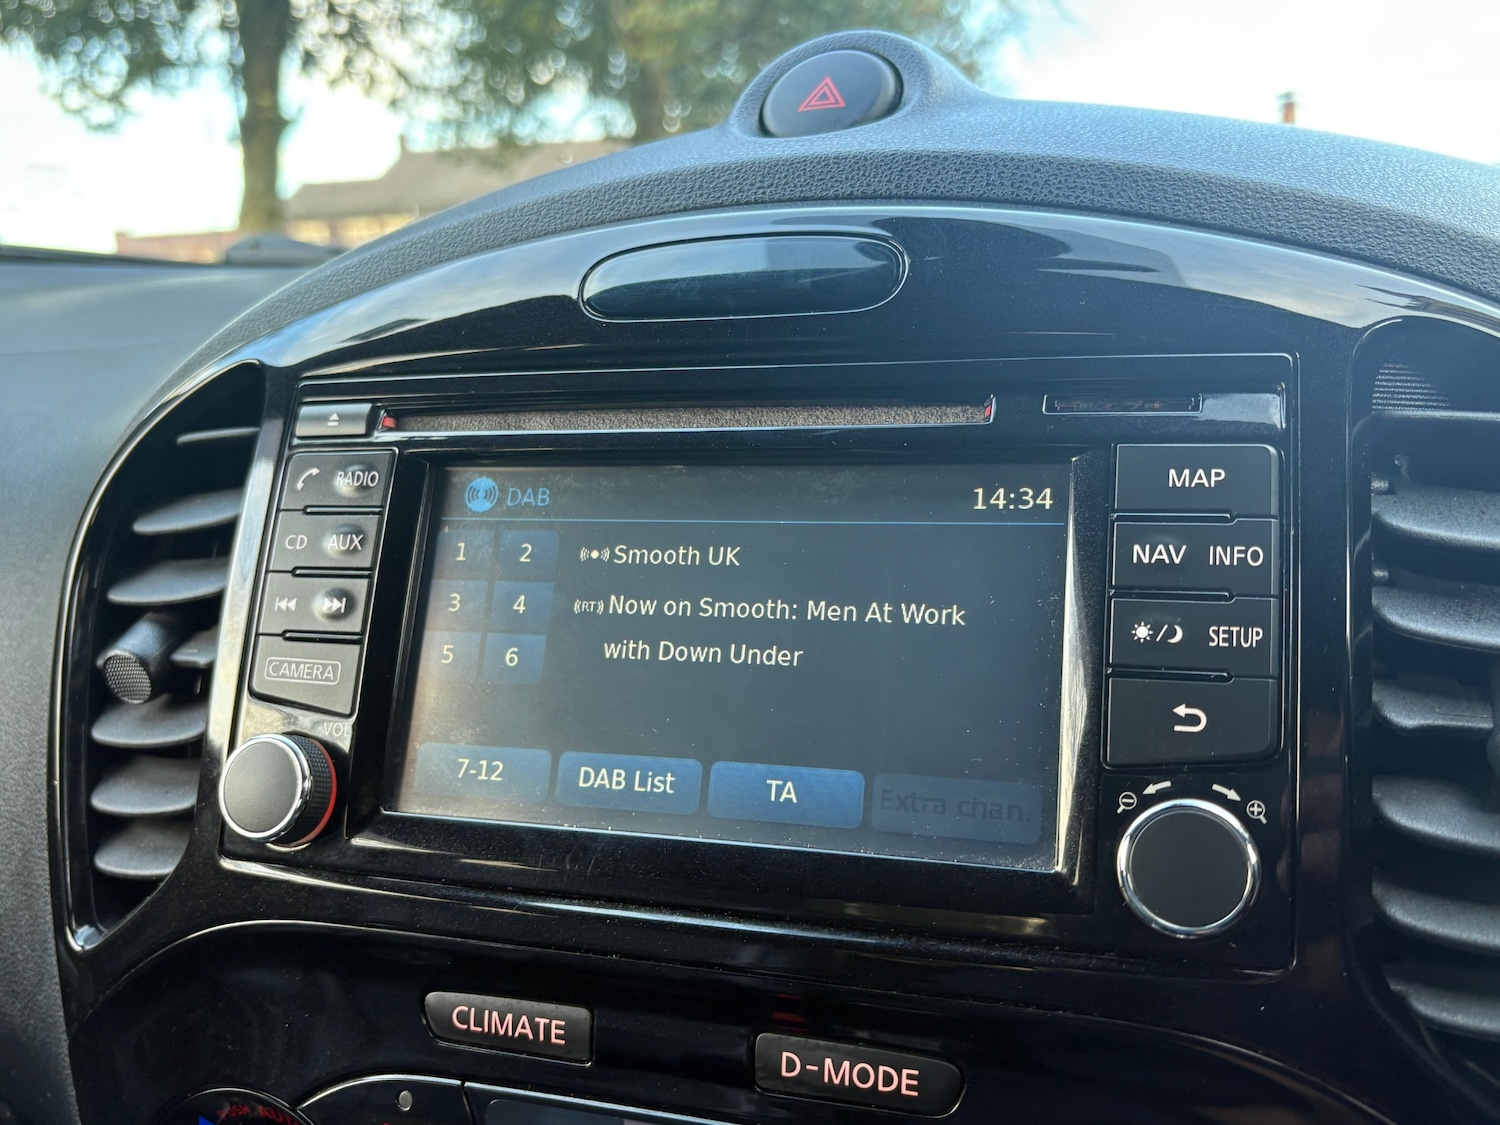 RADIO
CD AUX
CAMERA
VOL
DAB 14:34
1 2
3 4
5 6
Smooth UK
RT Now on Smooth: Men At Work
with Down Under
7-12 DAB List TA Extra chan.
MAP
NAV INFO
SETUP
CLIMATE
D-MODE